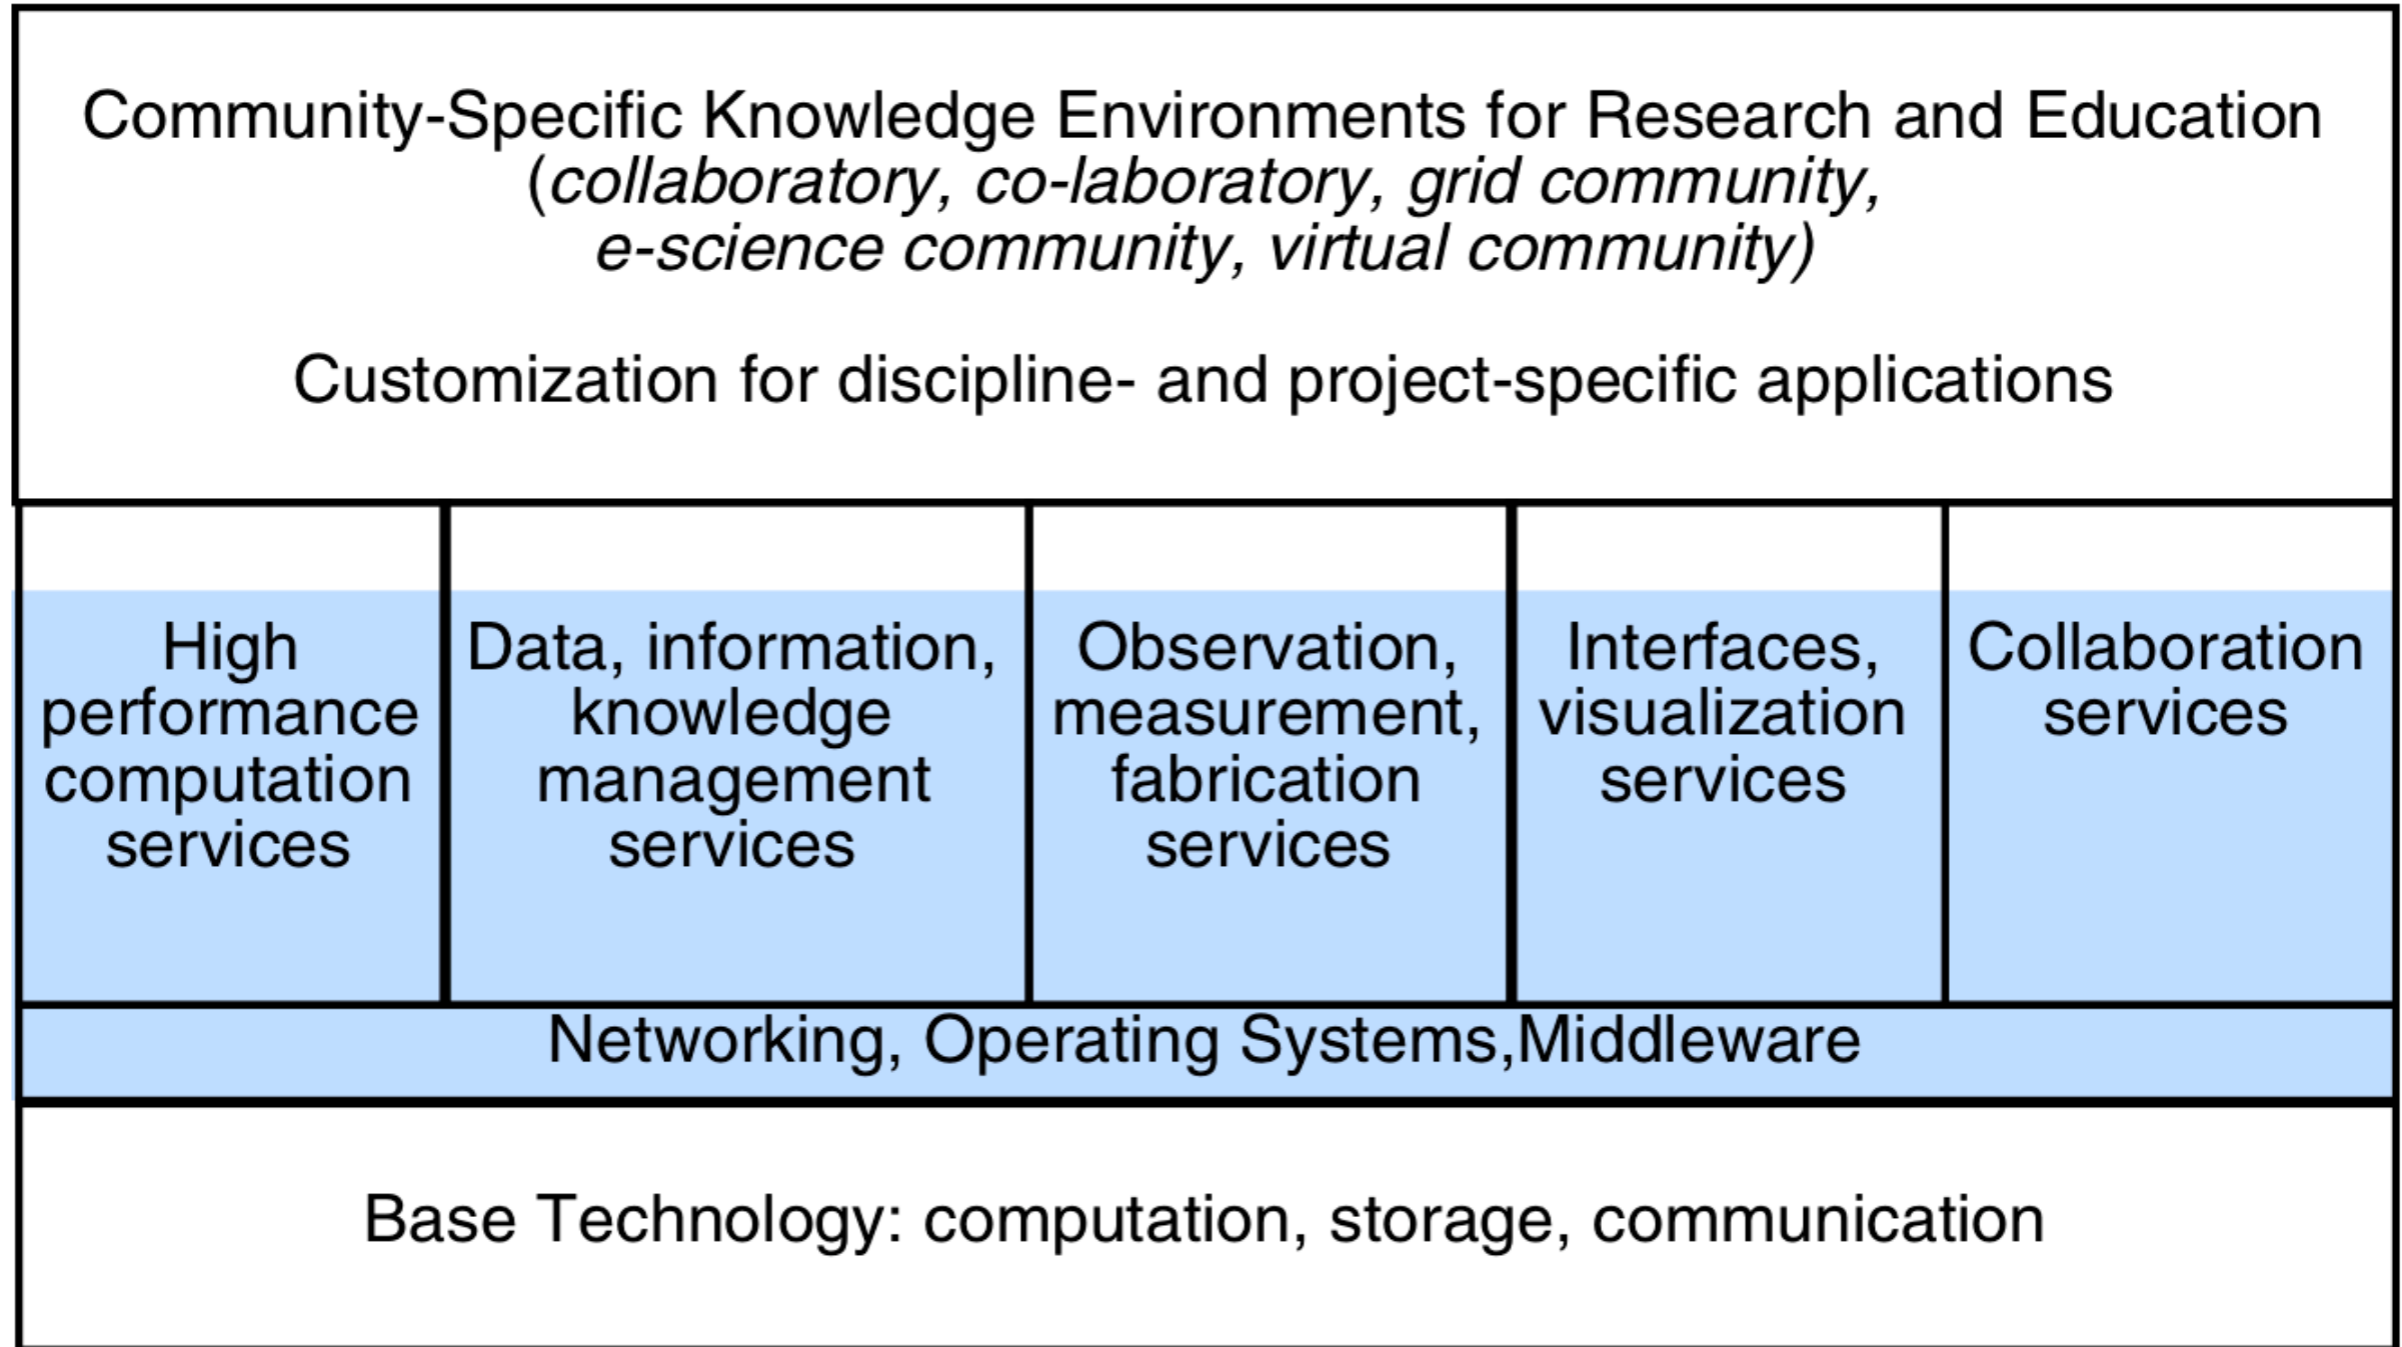 Community-Specific Knowledge Environments for Research and Education
(collaboratory, co-laboratory, grid community,
e-science community, virtual community)
Customization for discipline- and project-specific applications
High
performance
computation
services
Data, information,
knowledge
management
services
Observation,
measurement,
fabrication
services
Interfaces,
visualization
services
Collaboration
services
Networking, Operating Systems,Middleware
Base Technology: computation, storage, communication